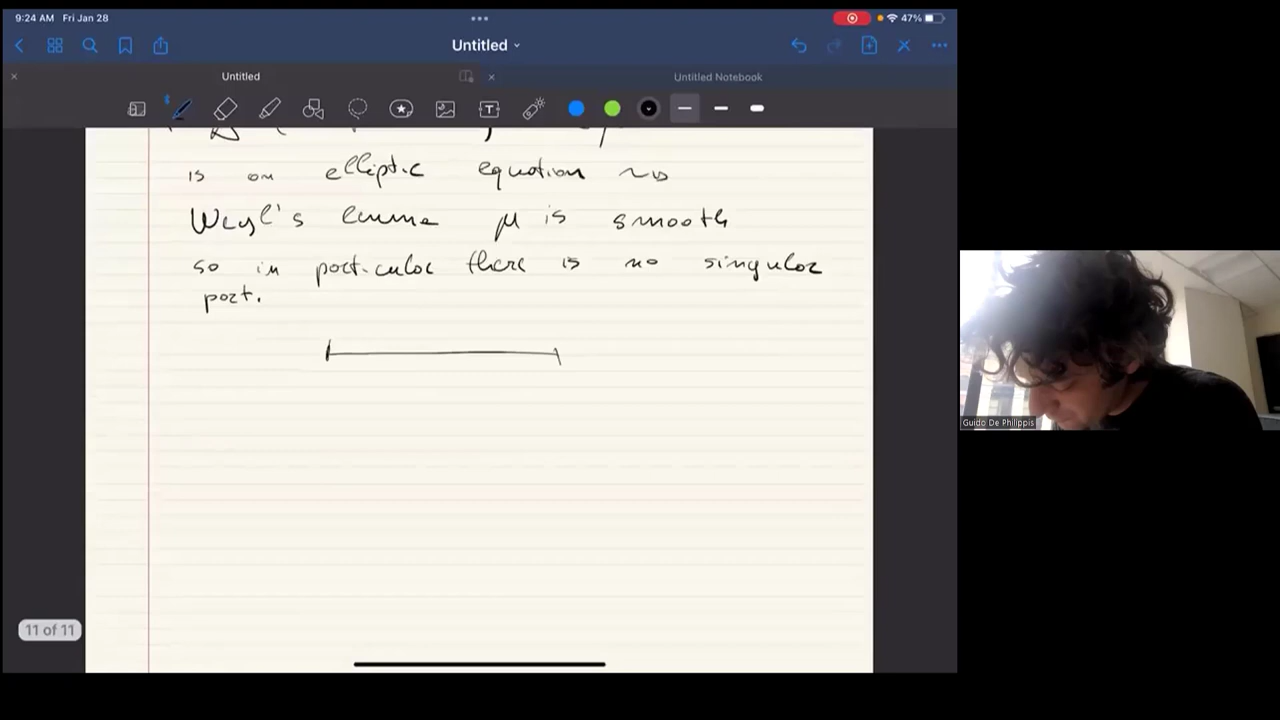 9:24 AM Fri Jan 28
47%
Untitled
Untitled
Untitled Notebook
is on elliptic equation
Weyl's lemma μ is smooth
so in particular there is no singular
part.
11 of 11
Guido De Philippis